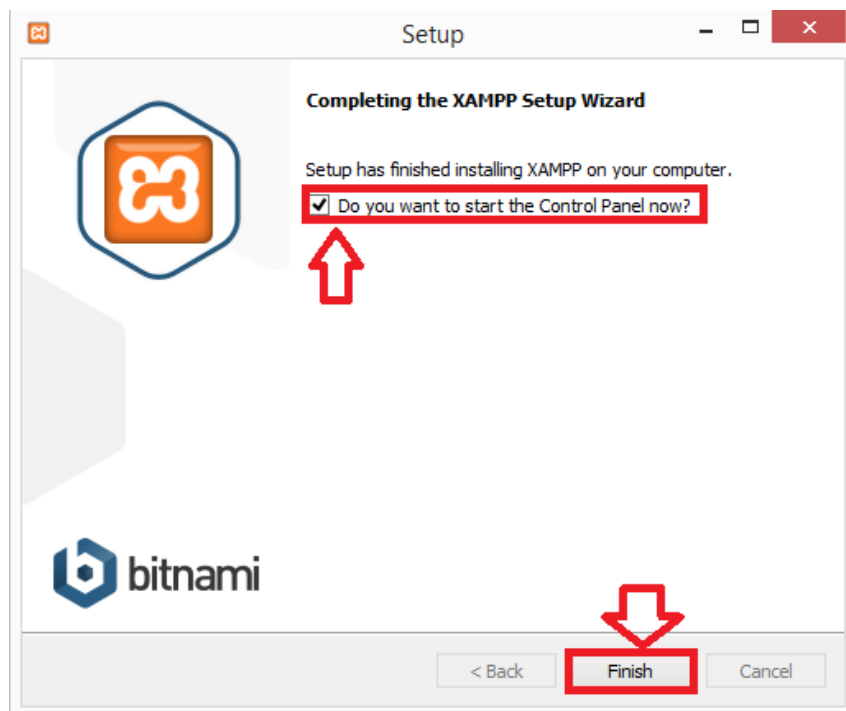 Setup
Completing the XAMPP Setup Wizard
Setup has finished installing XAMPP on your computer.
Do you want to start the Control Panel now?
bitnami
< Back
Finish
Cancel